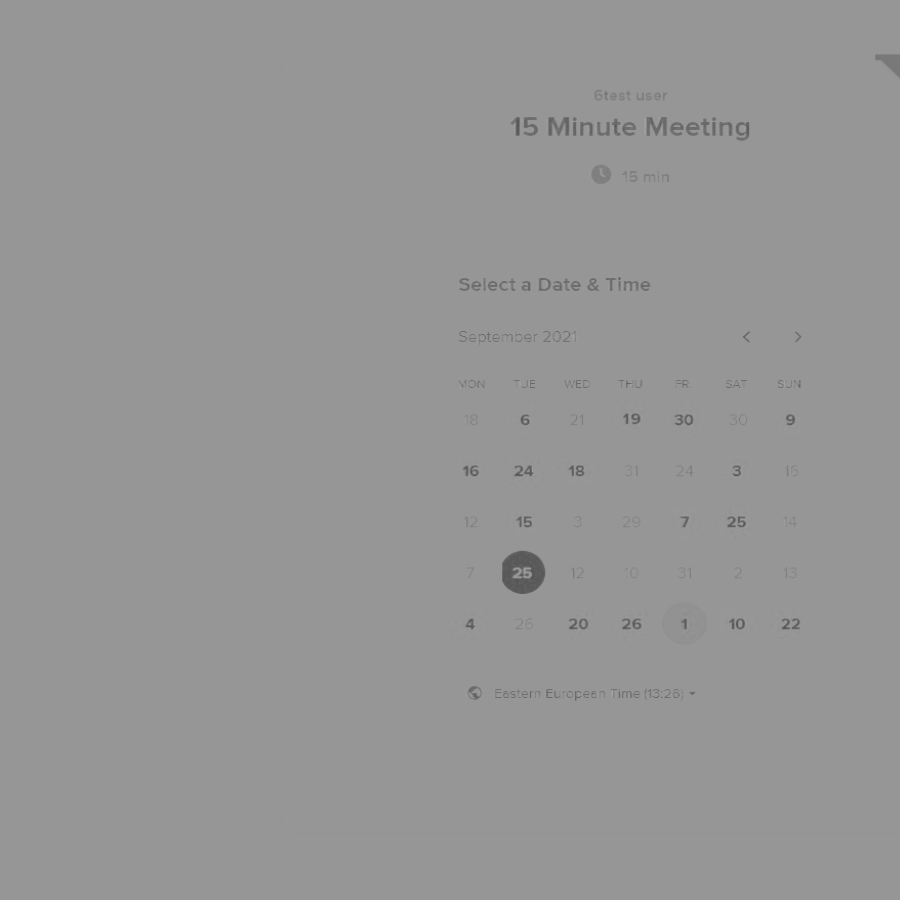 6test user
15 Minute Meeting
15 min
Select a Date & Time
September 2021
MON TUE WED THU FRI SAT SUN
18 6 21 19 30 30 9
16 24 18 31 24 3 15
12 15 3 29 7 25 14
7 25 12 10 31 2 13
4 26 20 26 1 10 22
Eastern European Time (13:26)